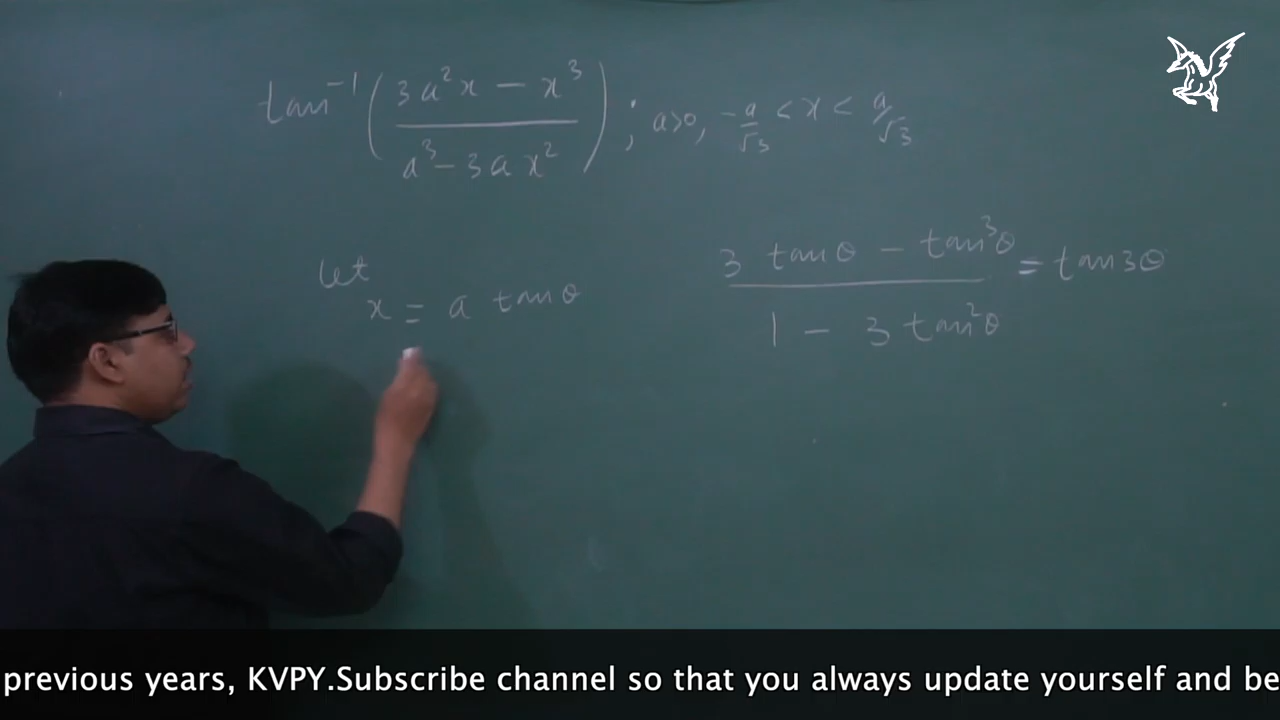 tan⁻¹ ( (3a²x − x³) / (a³ − 3ax²) ) ; a>0, −a/√3 < x < a/√3
let
x = a tanθ
(3 tanθ − tan³θ) / (1 − 3 tan²θ) = tan3θ
previous years, KVPY.Subscribe channel so that you always update yourself and be